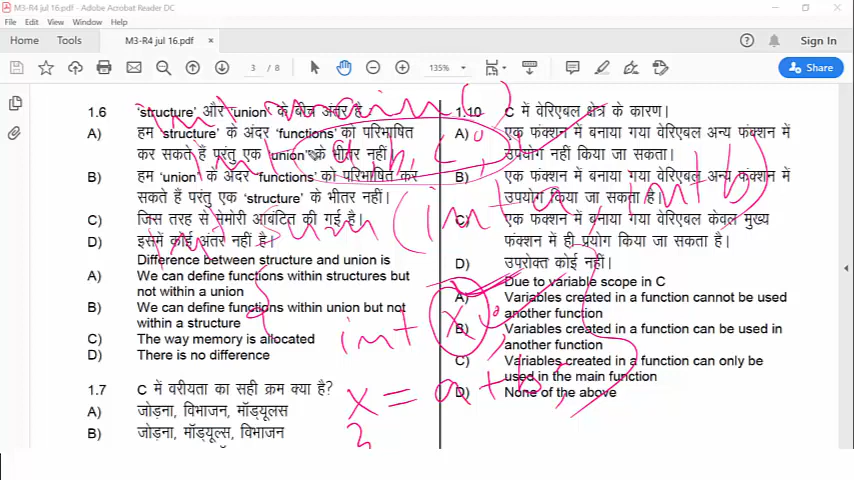 M3-R4 jul 16.pdf - Adobe Acrobat Reader DC
File Edit View Window Help
Home Tools M3-R4 jul 16.pdf × Sign In
3 / 8 135% Share
1.6 'structure' और 'union' के बीच अंतर है :
A) हम 'structure' के अंदर 'functions' को परिभाषित
कर सकते हैं परंतु एक 'union' के भीतर नहीं।
B) हम 'union' के अंदर 'functions' को परिभाषित कर
सकते हैं परंतु एक 'structure' के भीतर नहीं।
C) जिस तरह से मेमोरी आबंटित की गई है।
D) इसमें कोई अंतर नहीं है।
Difference between structure and union is
A) We can define functions within structures but
not within a union
B) We can define functions within union but not
within a structure
C) The way memory is allocated
D) There is no difference
1.7 C में वरीयता का सही क्रम क्या है?
A) जोड़ना, विभाजन, मॉड्यूलस
B) जोड़ना, मॉड्यूल्स, विभाजन
1.10 C में वेरिएबल क्षेत्र के कारण।
A) एक फंक्शन में बनाया गया वेरिएबल अन्य फंक्शन में
उपयोग नहीं किया जा सकता।
B) एक फंक्शन में बनाया गया वेरिएबल अन्य फंक्शन में
उपयोग किया जा सकता है।
C) एक फंक्शन में बनाया गया वेरिएबल केवल मुख्य
फंक्शन में ही प्रयोग किया जा सकता है।
D) उपरोक्त कोई नहीं।
Due to variable scope in C
A) Variables created in a function cannot be used
another function
B) Variables created in a function can be used in
another function
C) Variables created in a function can only be
used in the main function
D) None of the above
int main()
int a, b, c;
int sum(int a, int b)
{
int x;
x = a + b;
}